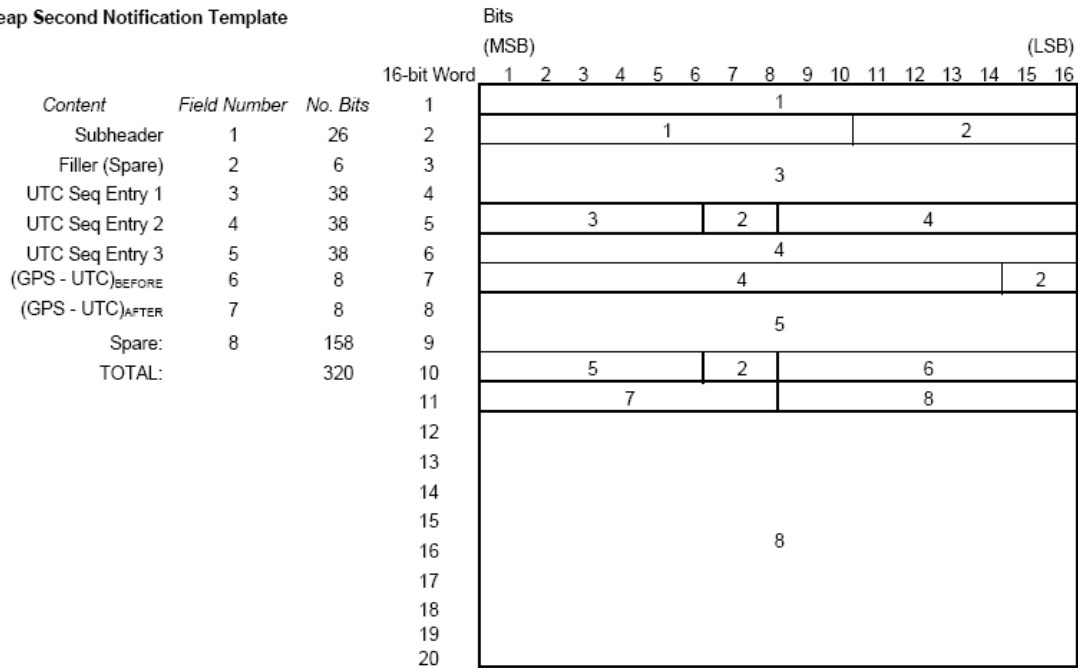 eap Second Notification Template Bits
(MSB) (LSB)
16-bit Word 1 2 3 4 5 6 7 8 9 10 11 12 13 14 15 16
Content Field Number No. Bits 1 1
Subheader 1 26 2 1 2
Filler (Spare) 2 6 3
3
UTC Seq Entry 1 3 38 4
UTC Seq Entry 2 4 38 5 3 2 4
UTC Seq Entry 3 5 38 6 4
(GPS - UTC)BEFORE 6 8 7 4 2
(GPS - UTC)AFTER 7 8 8
5
Spare: 8 158 9
TOTAL: 320 10 5 2 6
11 7 8
12
13
14
15
16 8
17
18
19
20